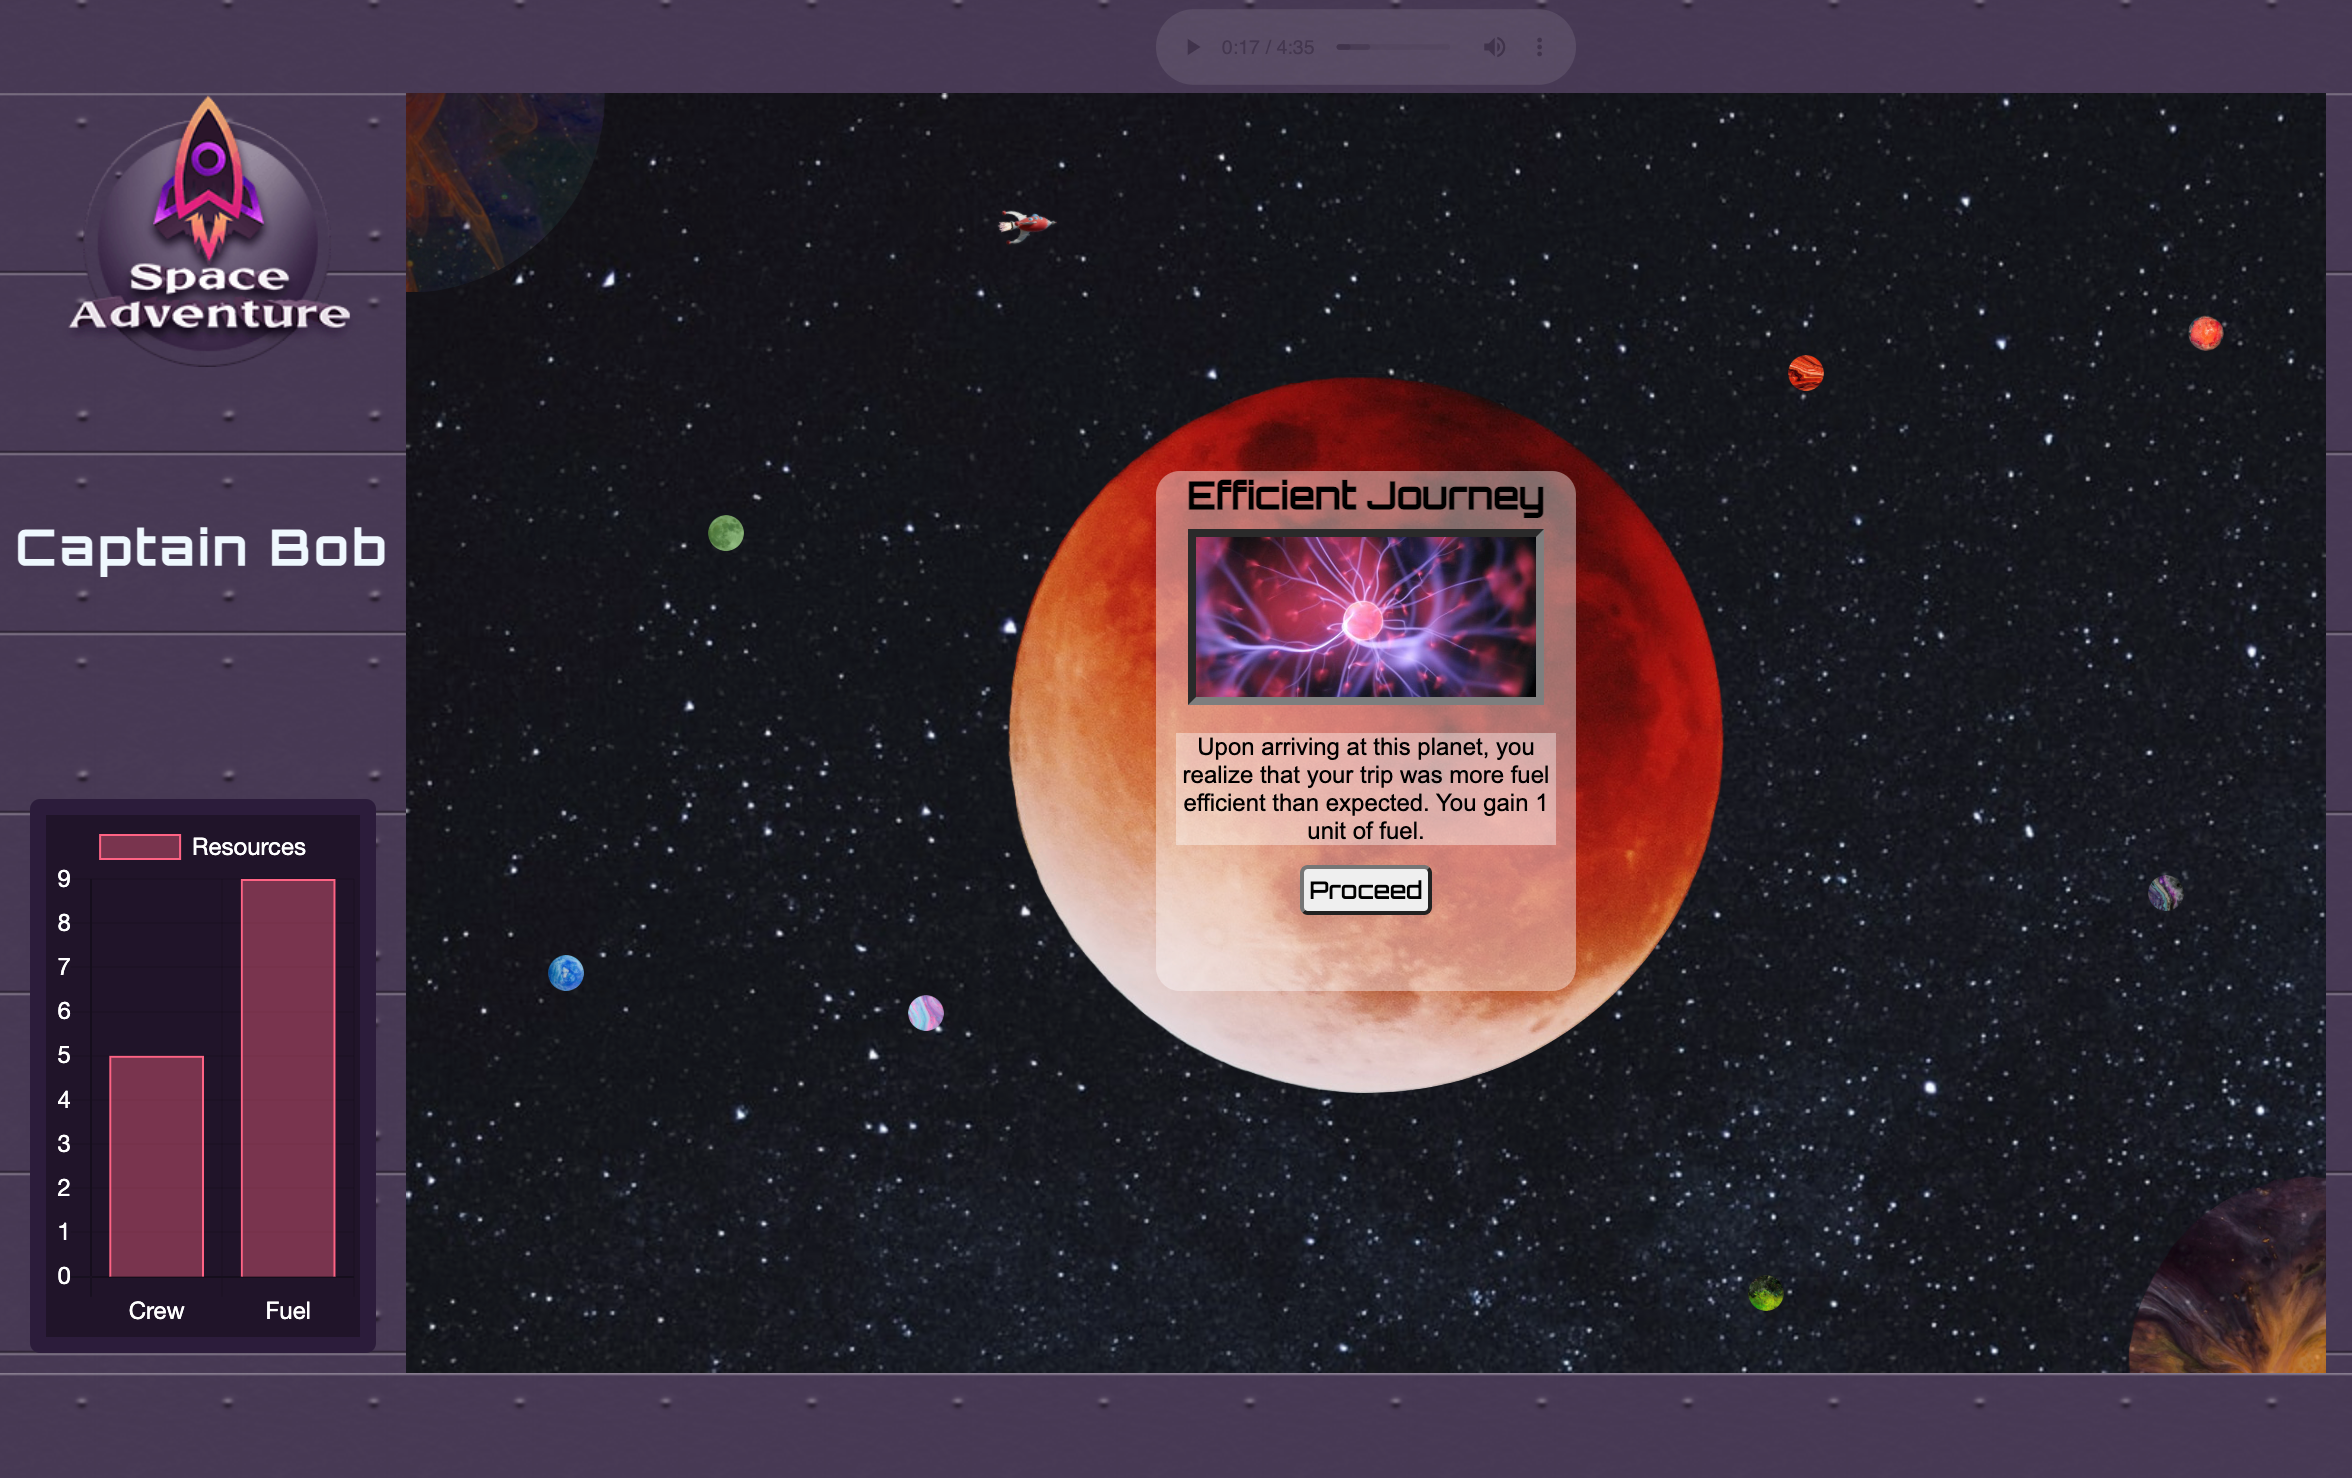 0:17 / 4:35
Space
Adventure
Captain Bob
Efficient Journey
Upon arriving at this planet, you
realize that your trip was more fuel
efficient than expected. You gain 1
unit of fuel.
Proceed
Resources
9
8
7
6
5
4
3
2
1
0
Crew Fuel